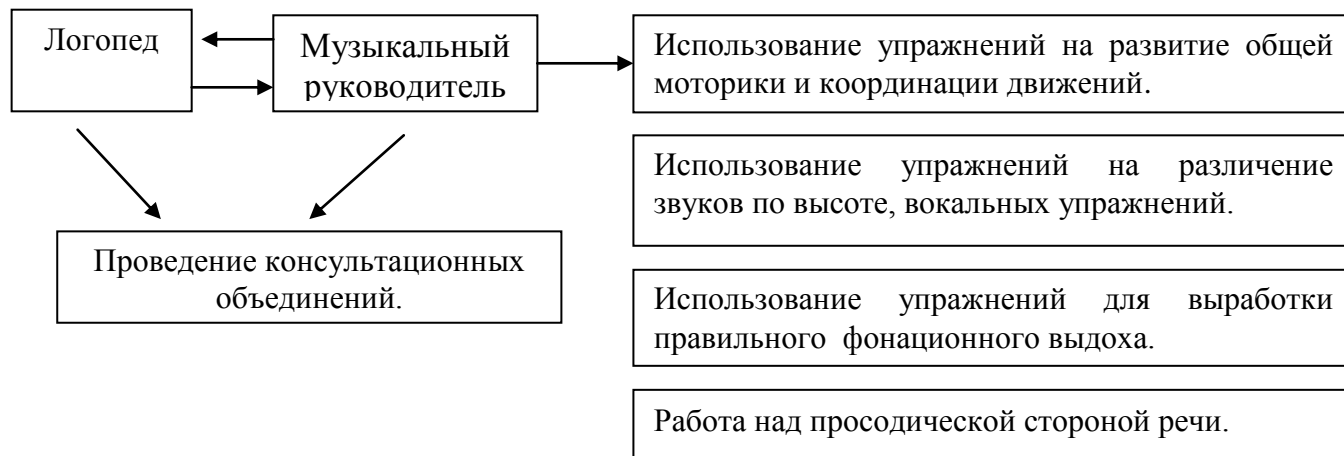 Логопед
Музыкальный
руководитель
Использование упражнений на развитие общей
моторики и координации движений.
Использование упражнений на различение
звуков по высоте, вокальных упражнений.
Проведение консультационных
объединений.
Использование упражнений для выработки
правильного фонационного выдоха.
Работа над просодической стороной речи.